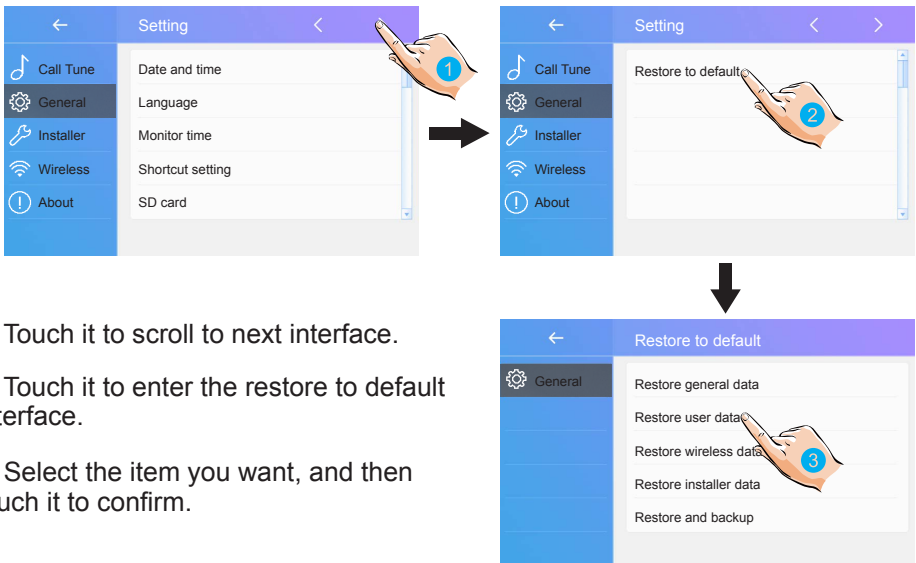 Setting
Call Tune
General
Installer
Wireless
About
Date and time
Language
Monitor time
Shortcut setting
SD card
1
Setting
Call Tune
General
Installer
Wireless
About
Restore to default
2
Touch it to scroll to next interface.
Touch it to enter the restore to default
terface.
Select the item you want, and then
uch it to confirm.
Restore to default
General
Restore general data
Restore user data
Restore wireless data
Restore installer data
Restore and backup
3